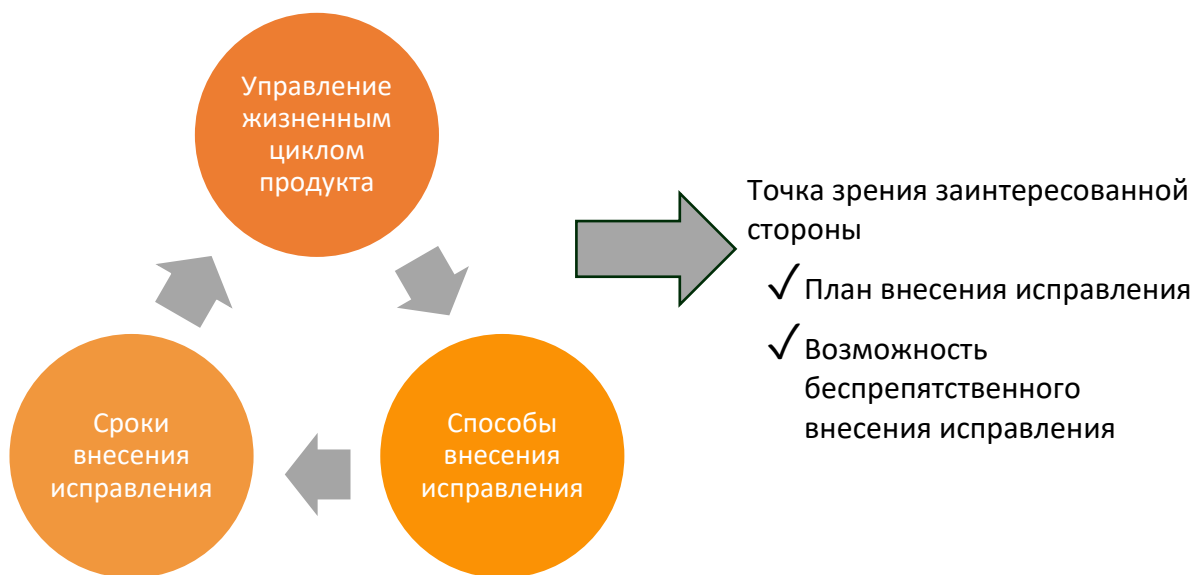 Управление
жизненным
циклом
продукта
Сроки
внесения
исправления
Способы
внесения
исправления
Точка зрения заинтересованной
стороны
✓ План внесения исправления
✓ Возможность
беспрепятственного
внесения исправления